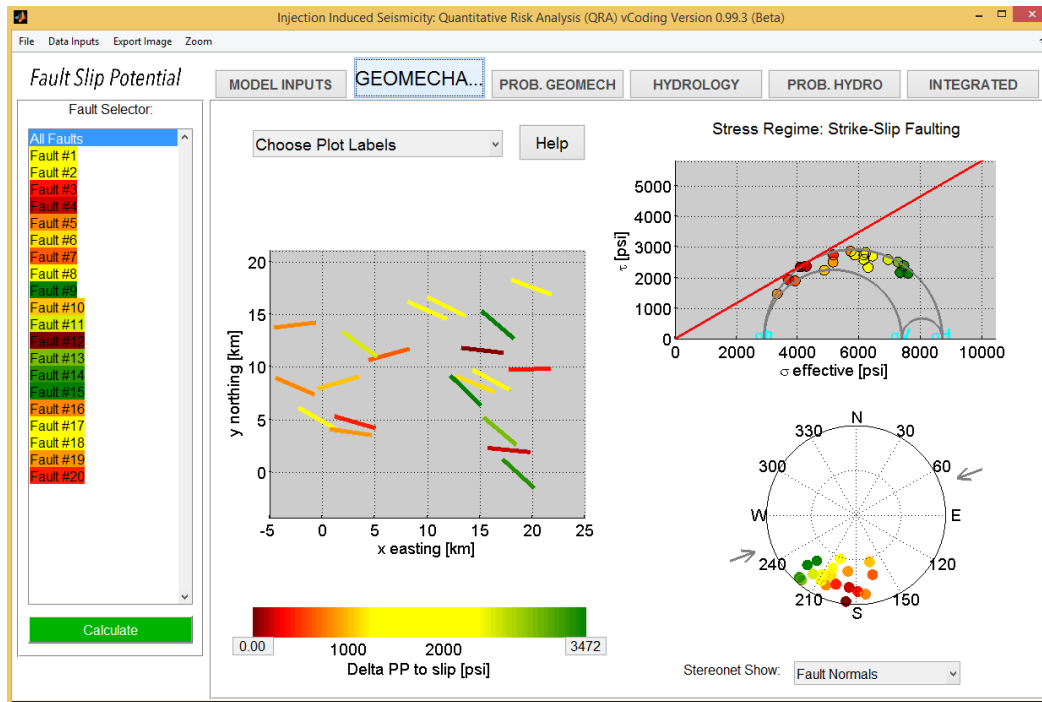 Injection Induced Seismicity: Quantitative Risk Analysis (QRA) vCoding Version 0.99.3 (Beta)
File Data Inputs Export Image Zoom
Fault Slip Potential
MODEL INPUTS GEOMECHA... PROB. GEOMECH HYDROLOGY PROB. HYDRO INTEGRATED
Fault Selector:
All Faults
Fault #1
Fault #2
Fault #3
Fault #4
Fault #5
Fault #6
Fault #7
Fault #8
Fault #9
Fault #10
Fault #11
Fault #12
Fault #13
Fault #14
Fault #15
Fault #16
Fault #17
Fault #18
Fault #19
Fault #20
Calculate
Choose Plot Labels
Help
20
15
10
5
0
y northing [km]
-5 0 5 10 15 20 25
x easting [km]
0.00 1000 2000 3472
Delta PP to slip [psi]
Stress Regime: Strike-Slip Faulting
5000
4000
3000
2000
1000
0
τ [psi]
0 2000 4000 6000 8000 10000
σ effective [psi]
N
330 30
300 60
W E
240 120
210 150
S
Stereonet Show: Fault Normals